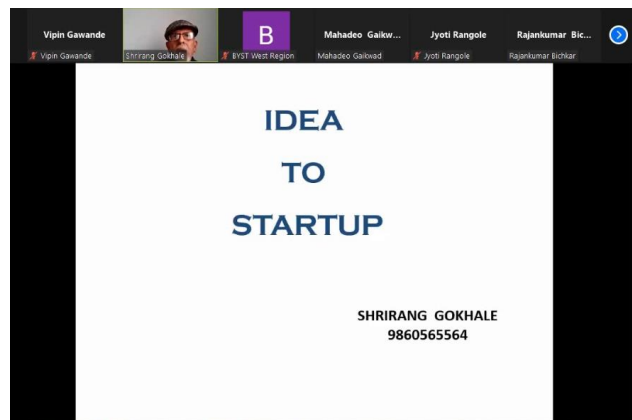 Vipin Gawande
B
Mahadeo Gaikw...
Jyoti Rangole
Rajankumar Bic...
Vipin Gawande
Shrirang Gokhale
BYST West Region
Mahadeo Gaikwad
Jyoti Rangole
Rajankumar Bichkar
IDEA
TO
STARTUP
SHRIRANG GOKHALE
9860565564